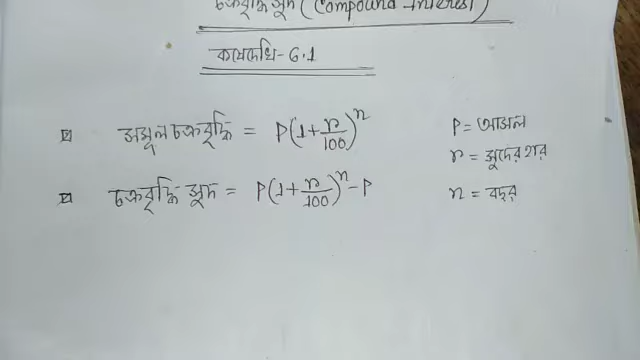 চক্রবৃদ্ধি সুদ (Compound Interest)
কষেদেখি - 6.1
সমূল চক্রবৃদ্ধি = P(1+r/100)^n
P = আসল
r = সুদের হার
চক্রবৃদ্ধি সুদ = P(1+r/100)^n - P
n = বছর